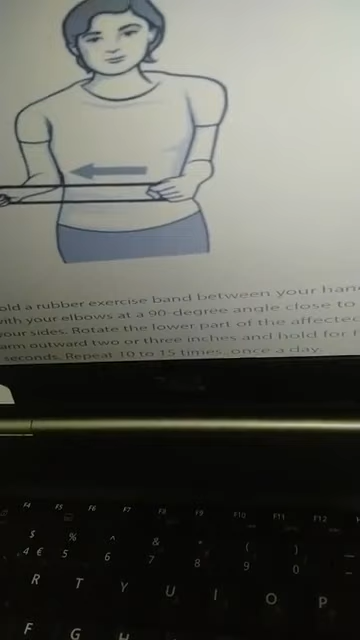 old a rubber exercise band between your han
with your elbows at a 90-degree angle close to
your sides. Rotate the lower part of the affected
arm outward two or three inches and hold for f
seconds. Repeat 10 to 15 times, once a day.
F4 F5 F6 F7 F8 F9 F10 F11 F12
$ % ^ & * ( )
4 € 5 6 7 8 9 0
R T Y U I O P
F G H